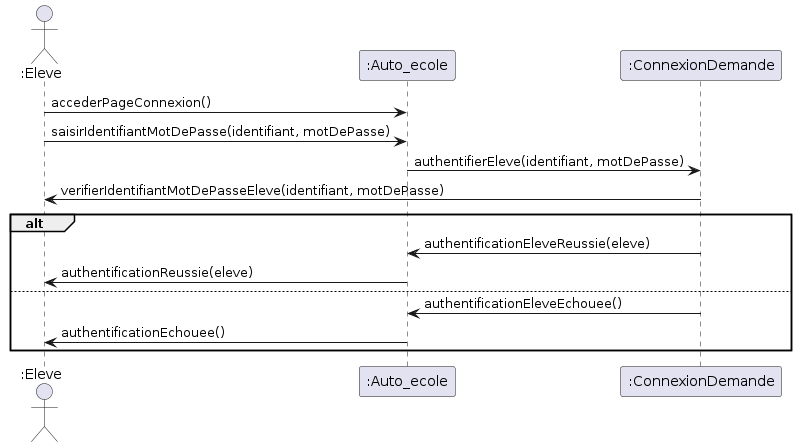 :Eleve
:Auto_ecole
:ConnexionDemande
accederPageConnexion()
saisirIdentifiantMotDePasse(identifiant, motDePasse)
authentifierEleve(identifiant, motDePasse)
verifierIdentifiantMotDePasseEleve(identifiant, motDePasse)
alt
authentificationEleveReussie(eleve)
authentificationReussie(eleve)
authentificationEleveEchouee()
authentificationEchouee()
:Eleve
:Auto_ecole
:ConnexionDemande